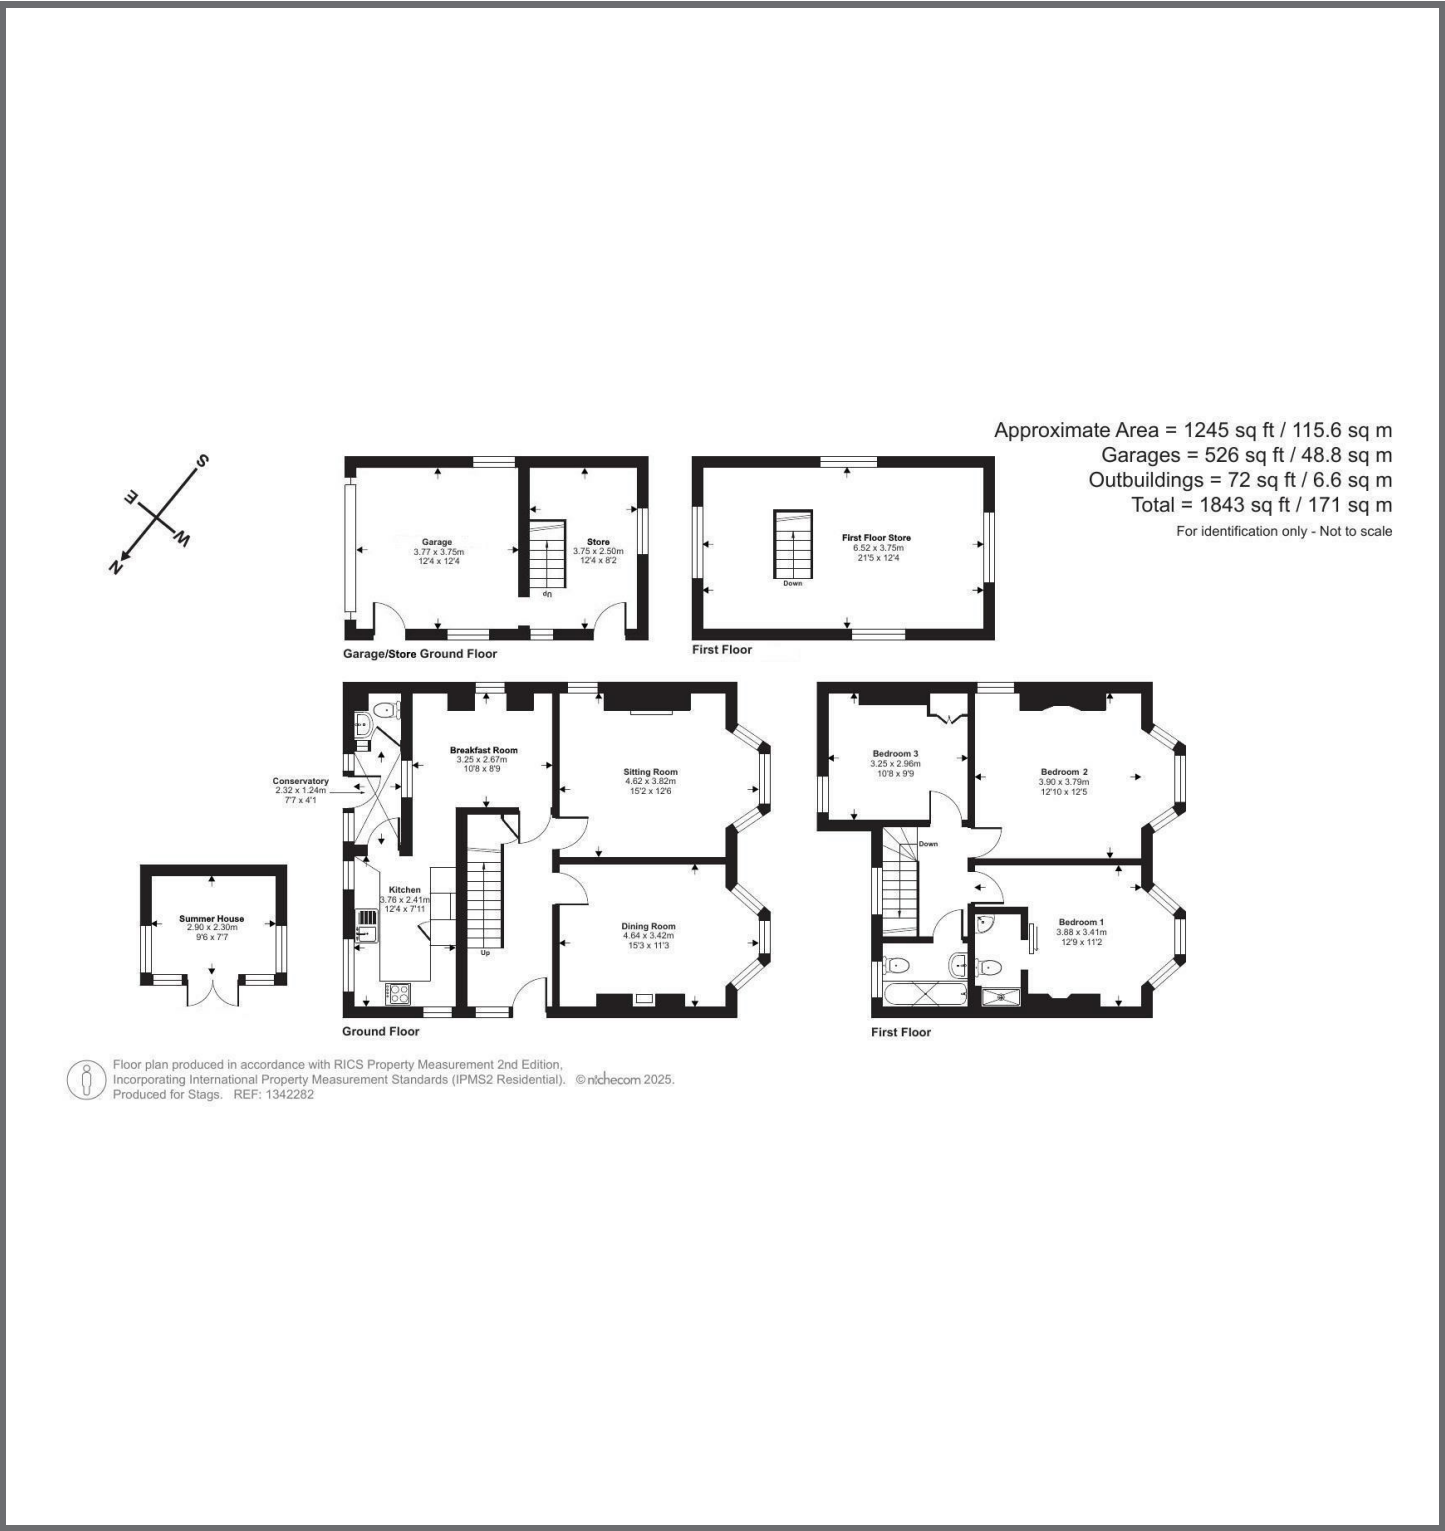 Approximate Area = 1245 sq ft / 115.6 sq m
Garages = 526 sq ft / 48.8 sq m
Outbuildings = 72 sq ft / 6.6 sq m
Total = 1843 sq ft / 171 sq m
For identification only - Not to scale
S
E
W
N
Garage
3.77 x 3.75m
12'4 x 12'4
Store
3.75 x 2.50m
12'4 x 8'2
Up
Garage/Store Ground Floor
First Floor Store
6.52 x 3.75m
21'5 x 12'4
Down
First Floor
Conservatory
2.32 x 1.24m
7'7 x 4'1
Breakfast Room
3.25 x 2.67m
10'8 x 8'9
Sitting Room
4.62 x 3.82m
15'2 x 12'6
Kitchen
3.76 x 2.41m
12'4 x 7'11
Up
Dining Room
4.64 x 3.42m
15'3 x 11'3
Ground Floor
Summer House
2.90 x 2.30m
9'6 x 7'7
Bedroom 3
3.25 x 2.96m
10'8 x 9'9
Bedroom 2
3.90 x 3.79m
12'10 x 12'5
Down
Bedroom 1
3.88 x 3.41m
12'9 x 11'2
First Floor
Floor plan produced in accordance with RICS Property Measurement 2nd Edition,
Incorporating International Property Measurement Standards (IPMS2 Residential). © nichecom 2025.
Produced for Stags. REF: 1342282